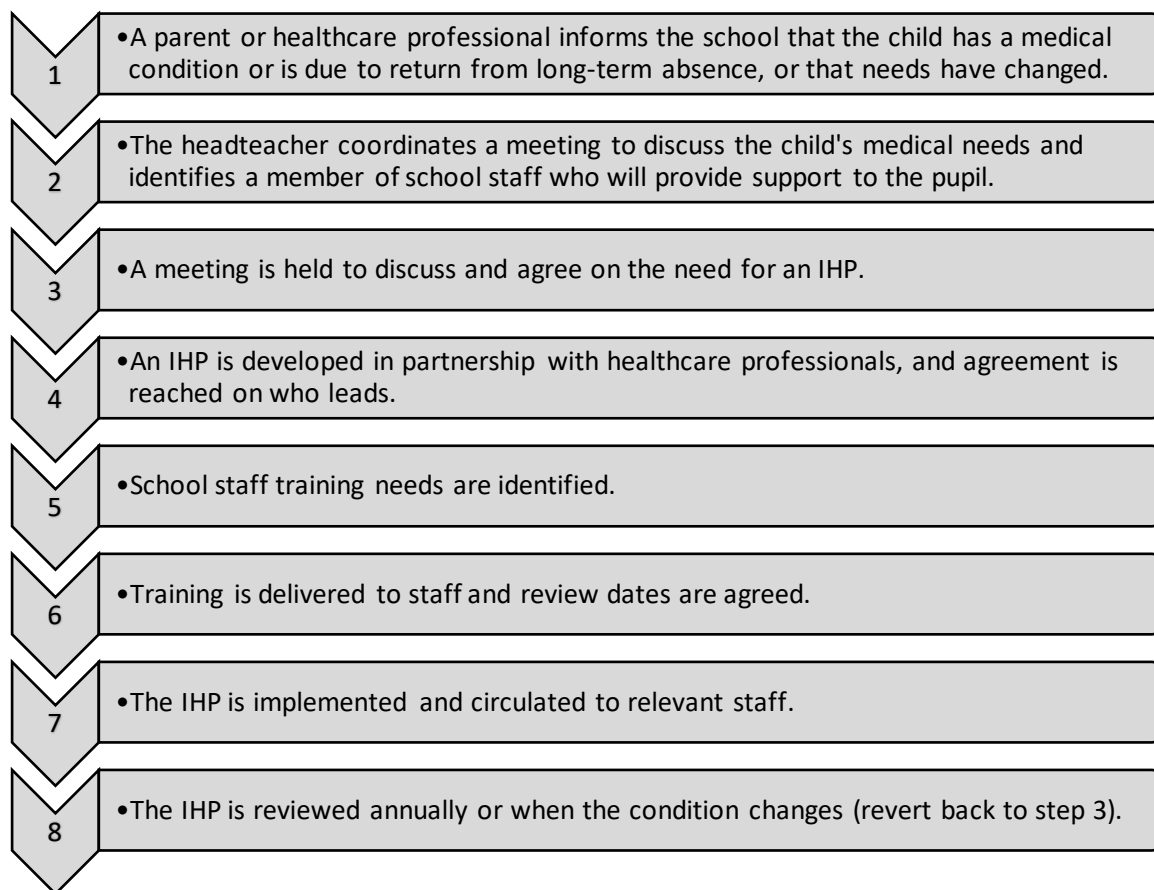 1
•A parent or healthcare professional informs the school that the child has a medical
condition or is due to return from long-term absence, or that needs have changed.
2
•The headteacher coordinates a meeting to discuss the child's medical needs and
identifies a member of school staff who will provide support to the pupil.
3
•A meeting is held to discuss and agree on the need for an IHP.
4
•An IHP is developed in partnership with healthcare professionals, and agreement is
reached on who leads.
5
•School staff training needs are identified.
6
•Training is delivered to staff and review dates are agreed.
7
•The IHP is implemented and circulated to relevant staff.
8
•The IHP is reviewed annually or when the condition changes (revert back to step 3).